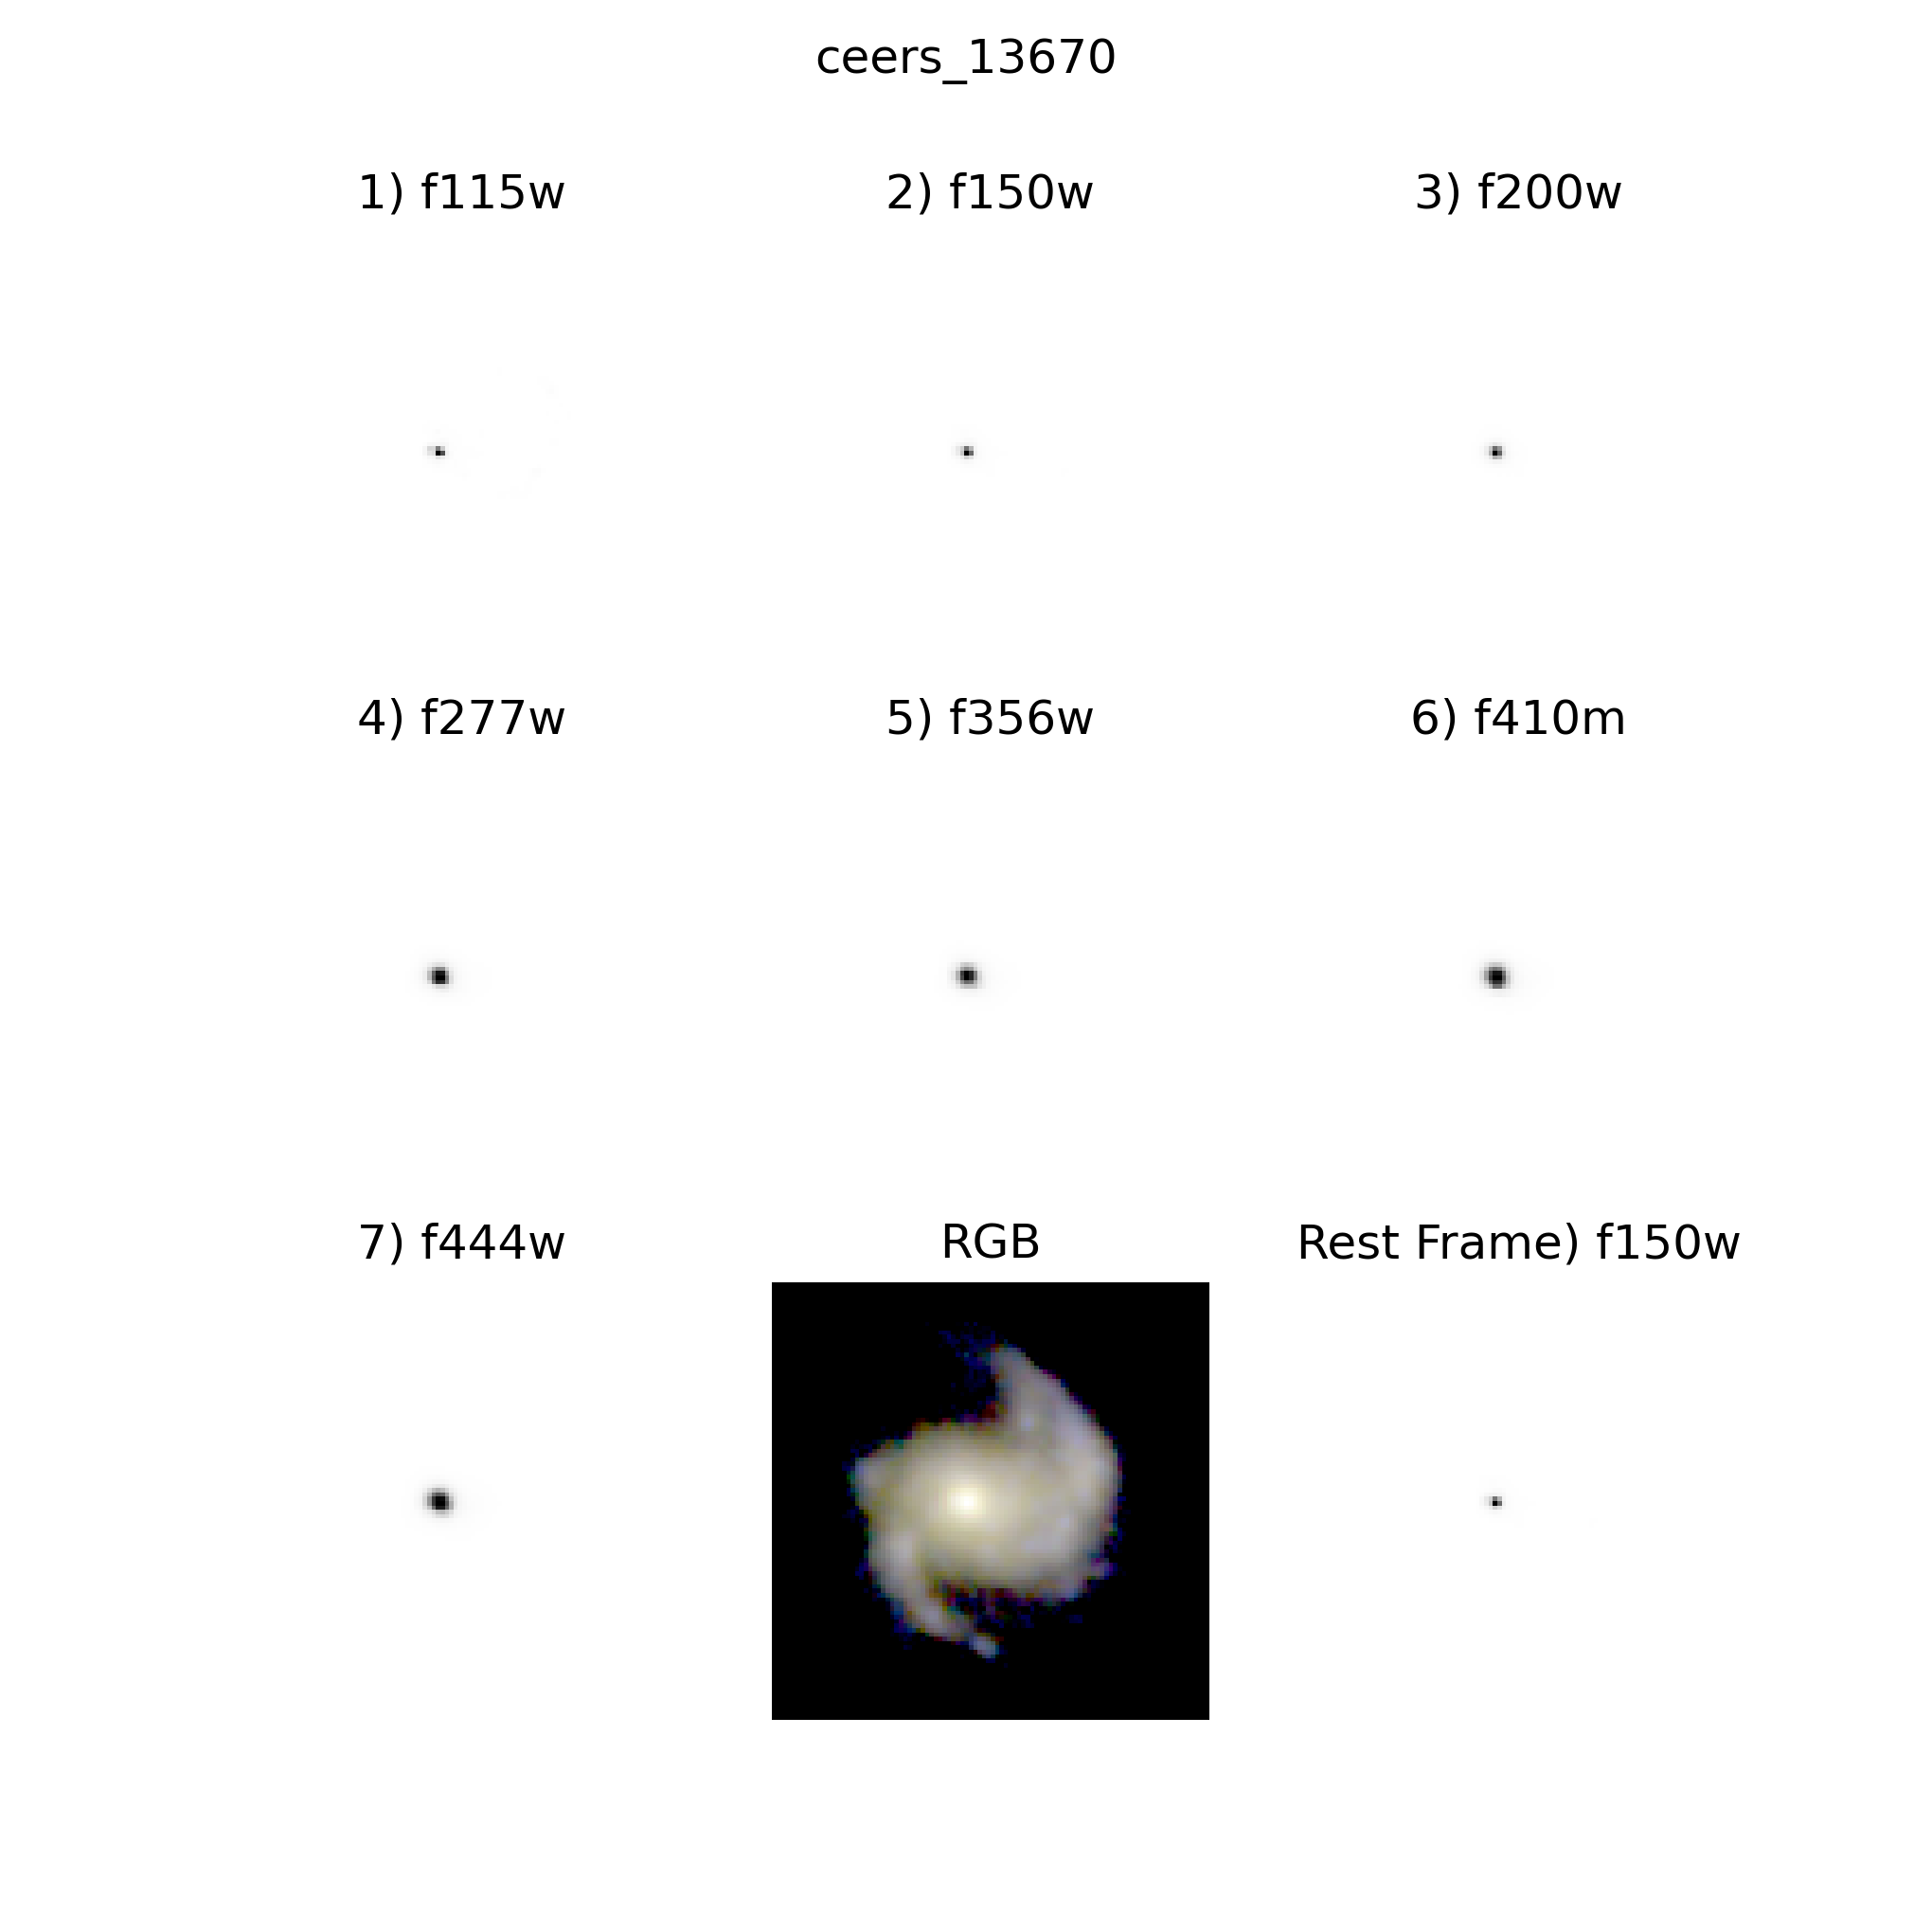 ceers_13670
1) f115w
2) f150w
3) f200w
4) f277w
5) f356w
6) f410m
7) f444w
RGB
Rest Frame) f150w